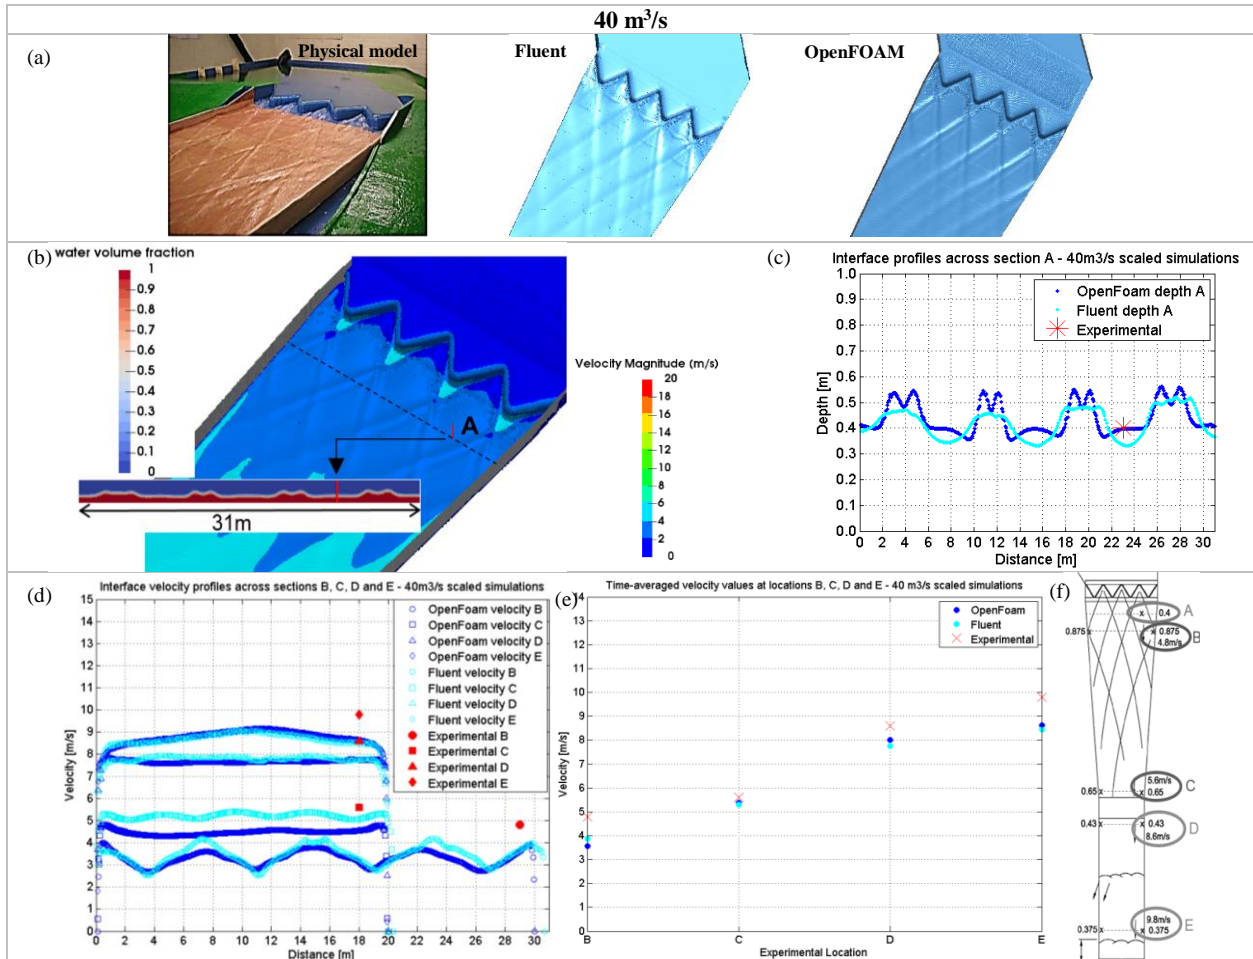 40 m³/s
(a)
Physical model
Fluent
OpenFOAM
(b)
water volume fraction
1
0.9
0.8
0.7
0.6
0.5
0.4
0.3
0.2
0.1
0
A
31m
Velocity Magnitude (m/s)
20
18
16
14
12
10
8
6
4
2
0
(c)
Interface profiles across section A - 40m3/s scaled simulations
OpenFoam depth A
Fluent depth A
Experimental
Depth [m]
1.0
0.9
0.8
0.7
0.6
0.5
0.4
0.3
0.2
0.1
0.0
0 2 4 6 8 10 12 14 16 18 20 22 24 26 28 30
Distance [m]
(d)
Interface velocity profiles across sections B, C, D and E - 40m3/s scaled simulations
OpenFoam velocity B
OpenFoam velocity C
OpenFoam velocity D
OpenFoam velocity E
Fluent velocity B
Fluent velocity C
Fluent velocity D
Fluent velocity E
Experimental B
Experimental C
Experimental D
Experimental E
Velocity [m/s]
15
14
13
12
11
10
9
8
7
6
5
4
3
2
1
0
0 2 4 6 8 10 12 14 16 18 20 22 24 26 28 30
Distance [m]
(e)
Time-averaged velocity values at locations B, C, D and E - 40 m3/s scaled simulations
OpenFoam
Fluent
Experimental
Velocity [m/s]
14
13
12
11
10
9
8
7
6
5
4
3
2
1
0
B C D E
Experimental Location
(f)
x 0.4 A
0.875 x
x 0.875
4.8m/s B
5.6m/s
0.65 x
x 0.65 C
0.43 x
x 0.43
8.6m/s D
9.8m/s
0.375 x
x 0.375 E